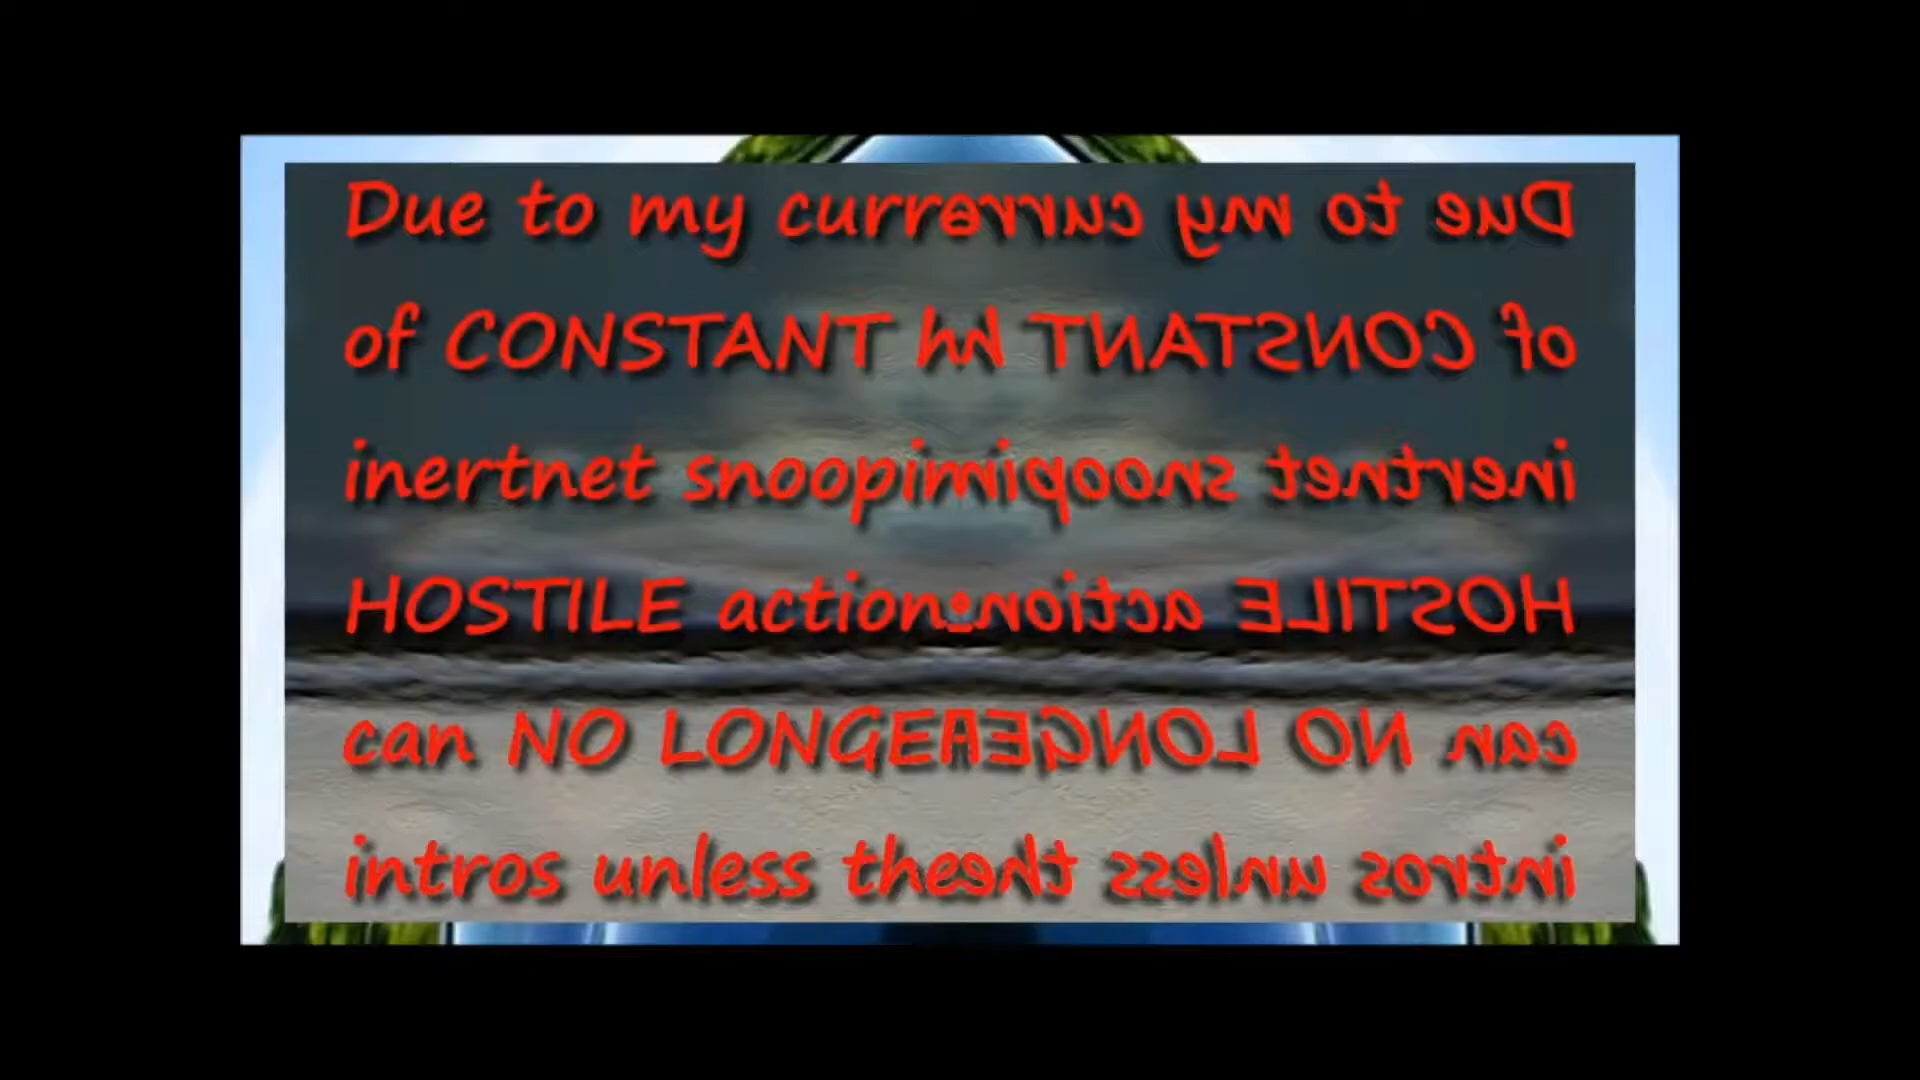 Due to my curre
of CONSTANT h
inertnet snoopi
HOSTILE action
can NO LONGE
intros unless the